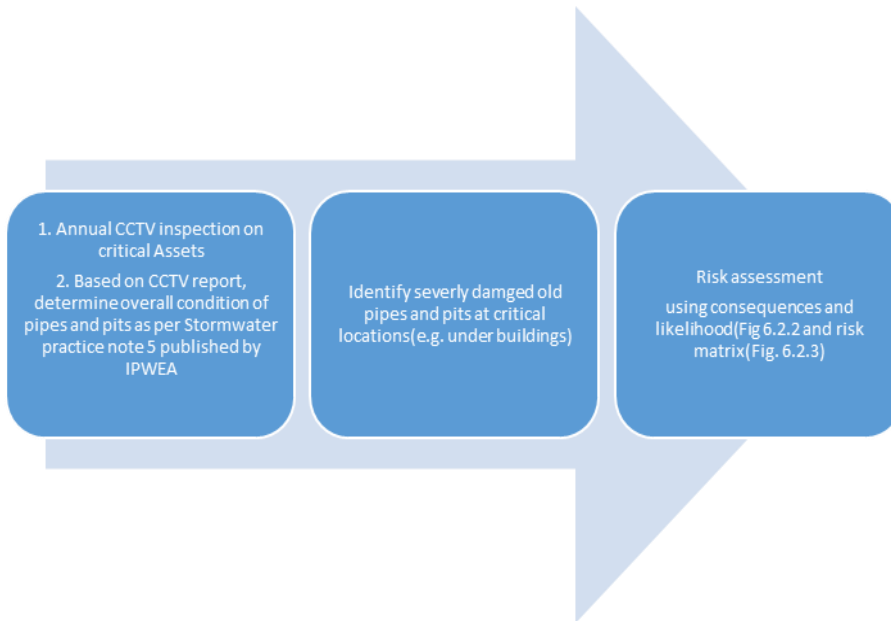 1. Annual CCTV inspection on
critical Assets
2. Based on CCTV report,
determine overall condition of
pipes and pits as per Stormwater
practice note 5 published by
IPWEA
Identify severly damged old
pipes and pits at critical
locations(e.g. under buildings)
Risk assessment
using consequences and
likelihood(Fig 6.2.2 and risk
matrix(Fig. 6.2.3)